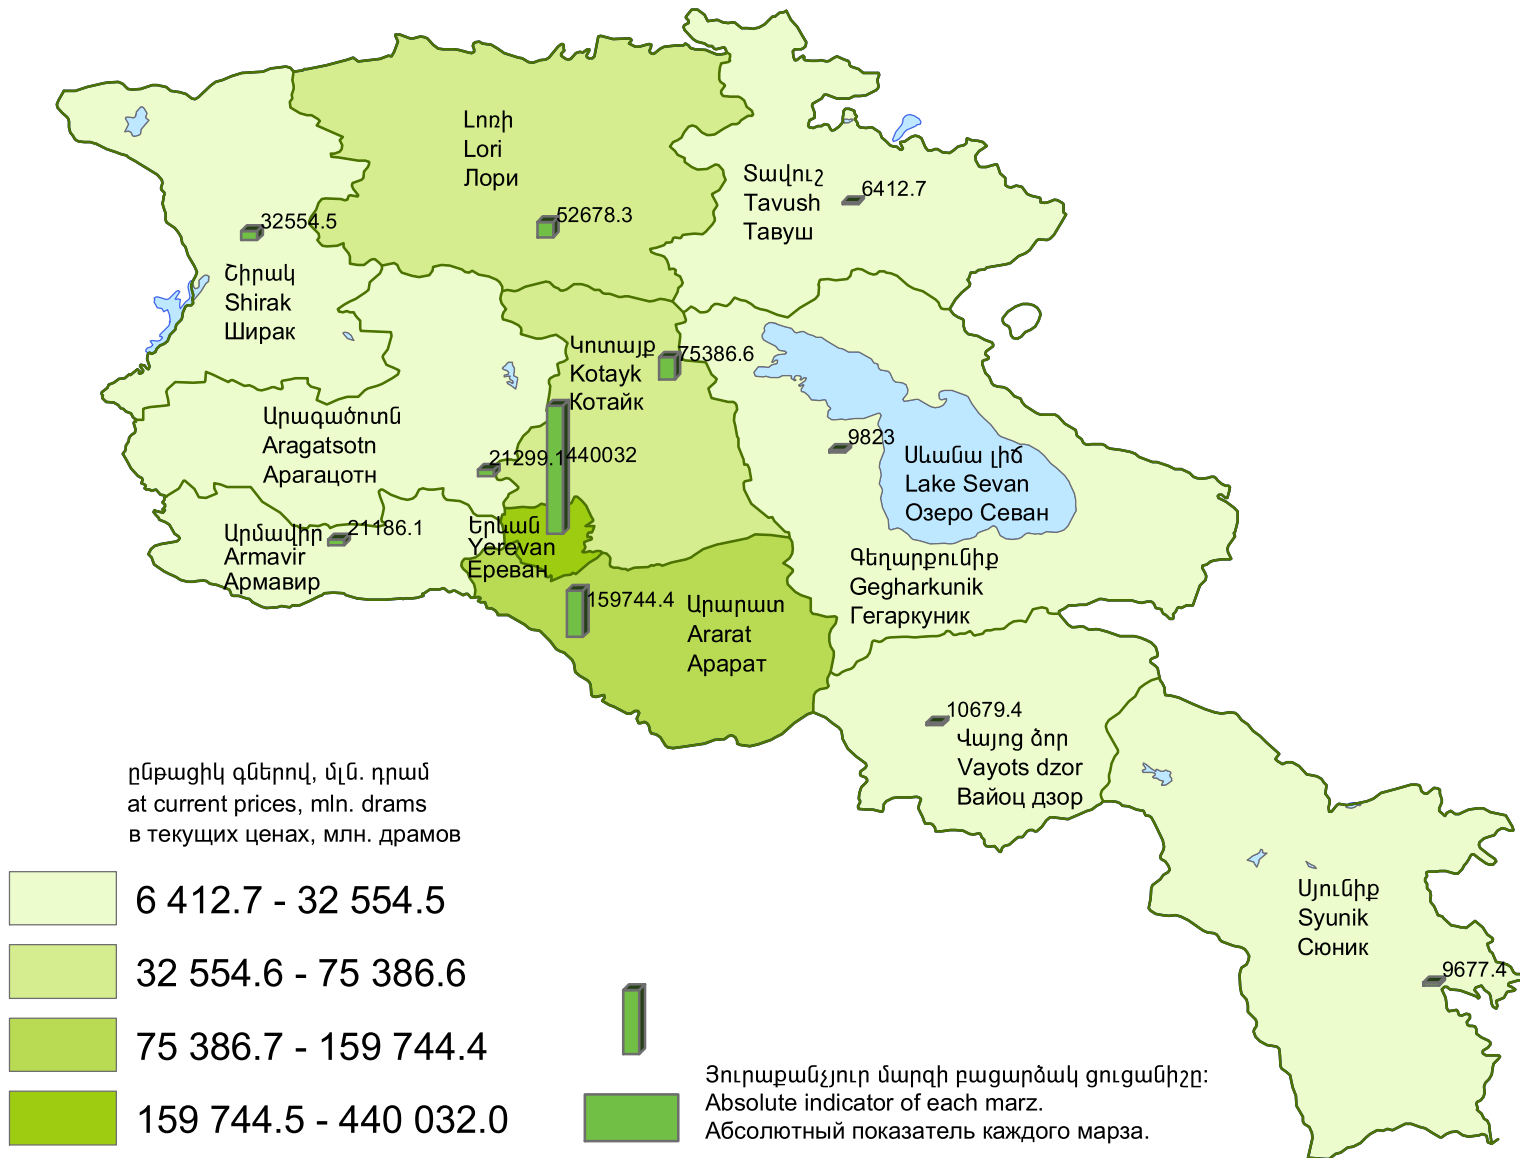 Լոռի
Lori
Лори
52678.3
Տավուշ
Tavush
Тавуш
6412.7
32554.5
Շիրակ
Shirak
Ширак
Կոտայք
Kotayk
Котайк
75386.6
Արագածոտն
Aragatsotn
Арагацотн
21299.1
440032
9823
Սևանա լիճ
Lake Sevan
Озеро Севан
Արմավիր
Armavir
Армавир
21186.1
Երևան
Yerevan
Ереван
Գեղարքունիք
Gegharkunik
Гегаркуник
159744.4
Արարատ
Ararat
Арарат
10679.4
Վայոց ձոր
Vayots dzor
Вайоц дзор
Սյունիք
Syunik
Сюник
9677.4
ընթացիկ գներով, մլն. դրամ
at current prices, mln. drams
в текущих ценах, млн. драмов
6 412.7 - 32 554.5
32 554.6 - 75 386.6
75 386.7 - 159 744.4
159 744.5 - 440 032.0
Յուրաքանչյուր մարզի բացարձակ ցուցանիշը:
Absolute indicator of each marz.
Абсолютный показатель каждого марза.